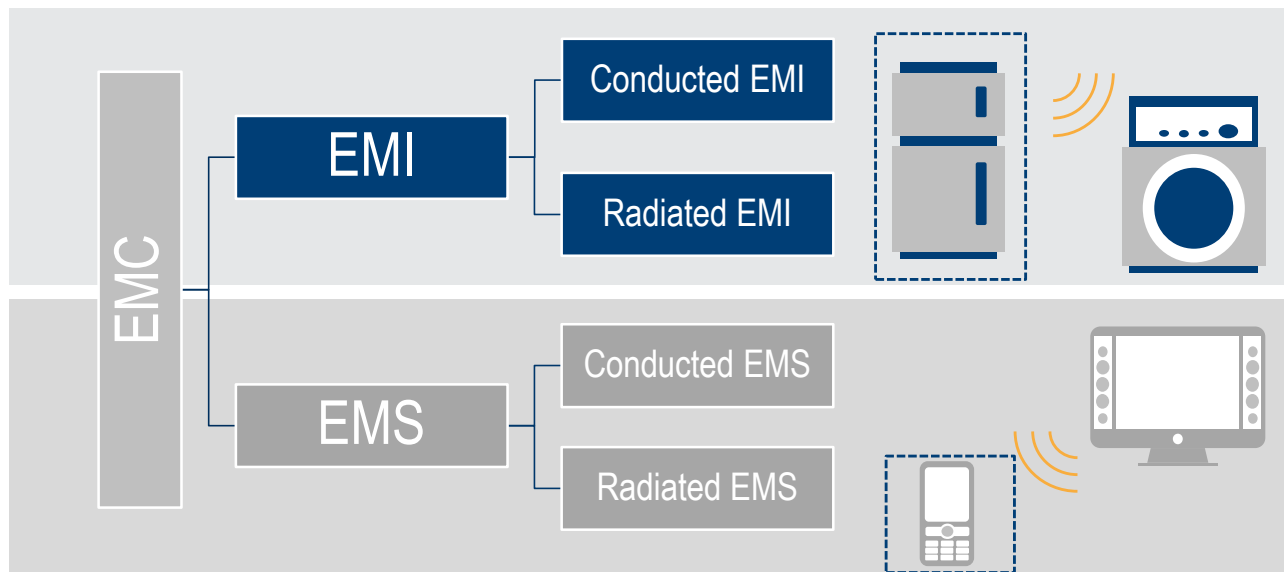 EMC
EMI
Conducted EMI
Radiated EMI
EMS
Conducted EMS
Radiated EMS